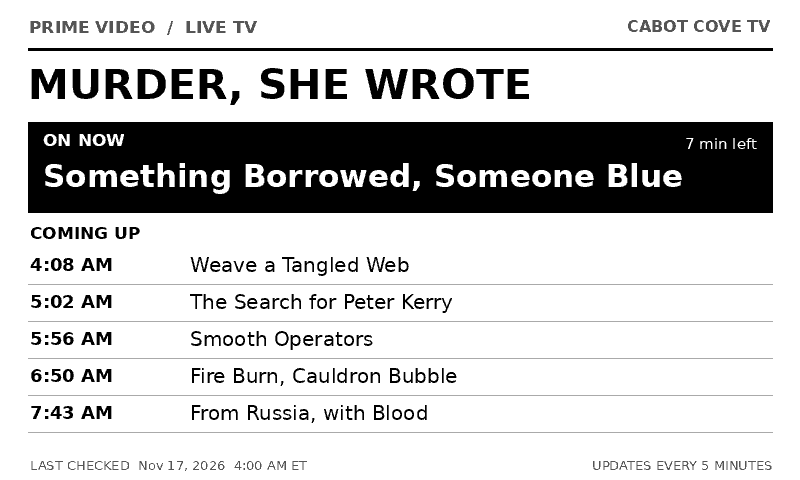 PRIME VIDEO / LIVE TV
CABOT COVE TV
MURDER, SHE WROTE
ON NOW
7 min left
Something Borrowed, Someone Blue
COMING UP
4:08 AM Weave a Tangled Web
5:02 AM The Search for Peter Kerry
5:56 AM Smooth Operators
6:50 AM Fire Burn, Cauldron Bubble
7:43 AM From Russia, with Blood
LAST CHECKED Nov 17, 2026 4:00 AM ET
UPDATES EVERY 5 MINUTES